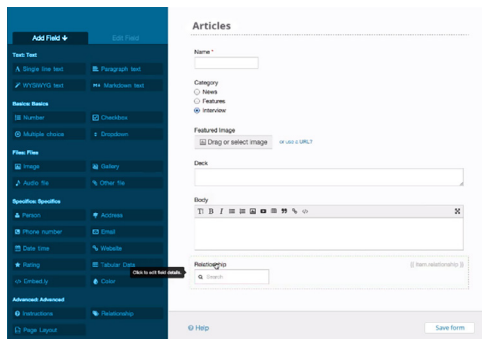 Add Field
Edit Field
Text: Text
Single line text
Paragraph text
WYSIWYG text
Markdown text
Basics: Basics
Number
Checkbox
Multiple choice
Dropdown
Files: Files
Image
Gallery
Audio file
Other file
Specifics: Specifics
Person
Address
Phone number
Email
Date time
Website
Rating
Tabular Data
Embed.ly
Color
Advanced: Advanced
Instructions
Relationship
Page Layout
Articles
Name *
Category
News
Features
Interview
Featured Image
Drag or select image
or use a URL?
Deck
Body
Relationship
{{ item.relationship }}
Click to edit field details.
Search
Help
Save form